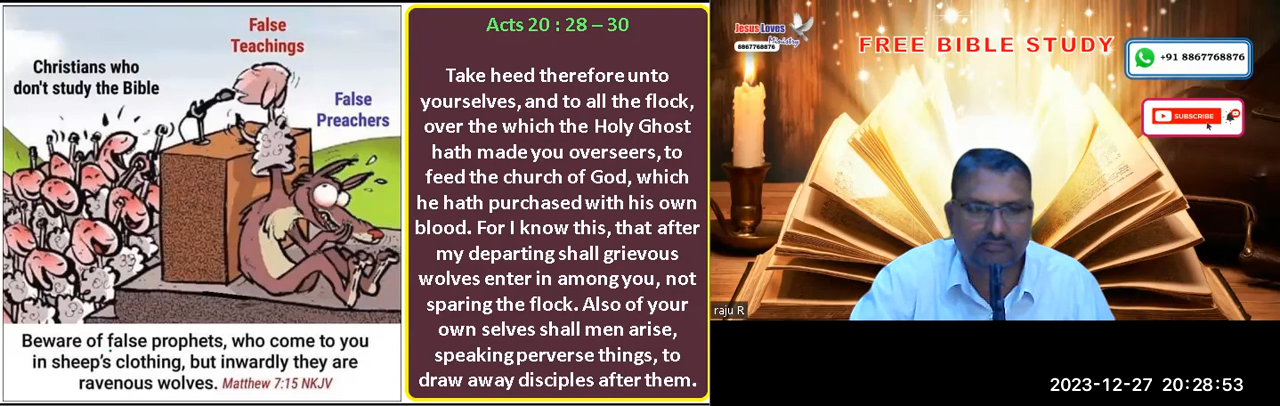 False
Teachings
Christians who
don't study the Bible
False
Preachers
Beware of false prophets, who come to you
in sheep's clothing, but inwardly they are
ravenous wolves. Matthew 7:15 NKJV
Acts 20 : 28 – 30
Take heed therefore unto
yourselves, and to all the flock,
over the which the Holy Ghost
hath made you overseers, to
feed the church of God, which
he hath purchased with his own
blood. For I know this, that after
my departing shall grievous
wolves enter in among you, not
sparing the flock. Also of your
own selves shall men arise,
speaking perverse things, to
draw away disciples after them.
Jesus Loves
Ministry
8867768876
FREE BIBLE STUDY
+91 8867768876
SUBSCRIBE
raju R
2023-12-27 20:28:53